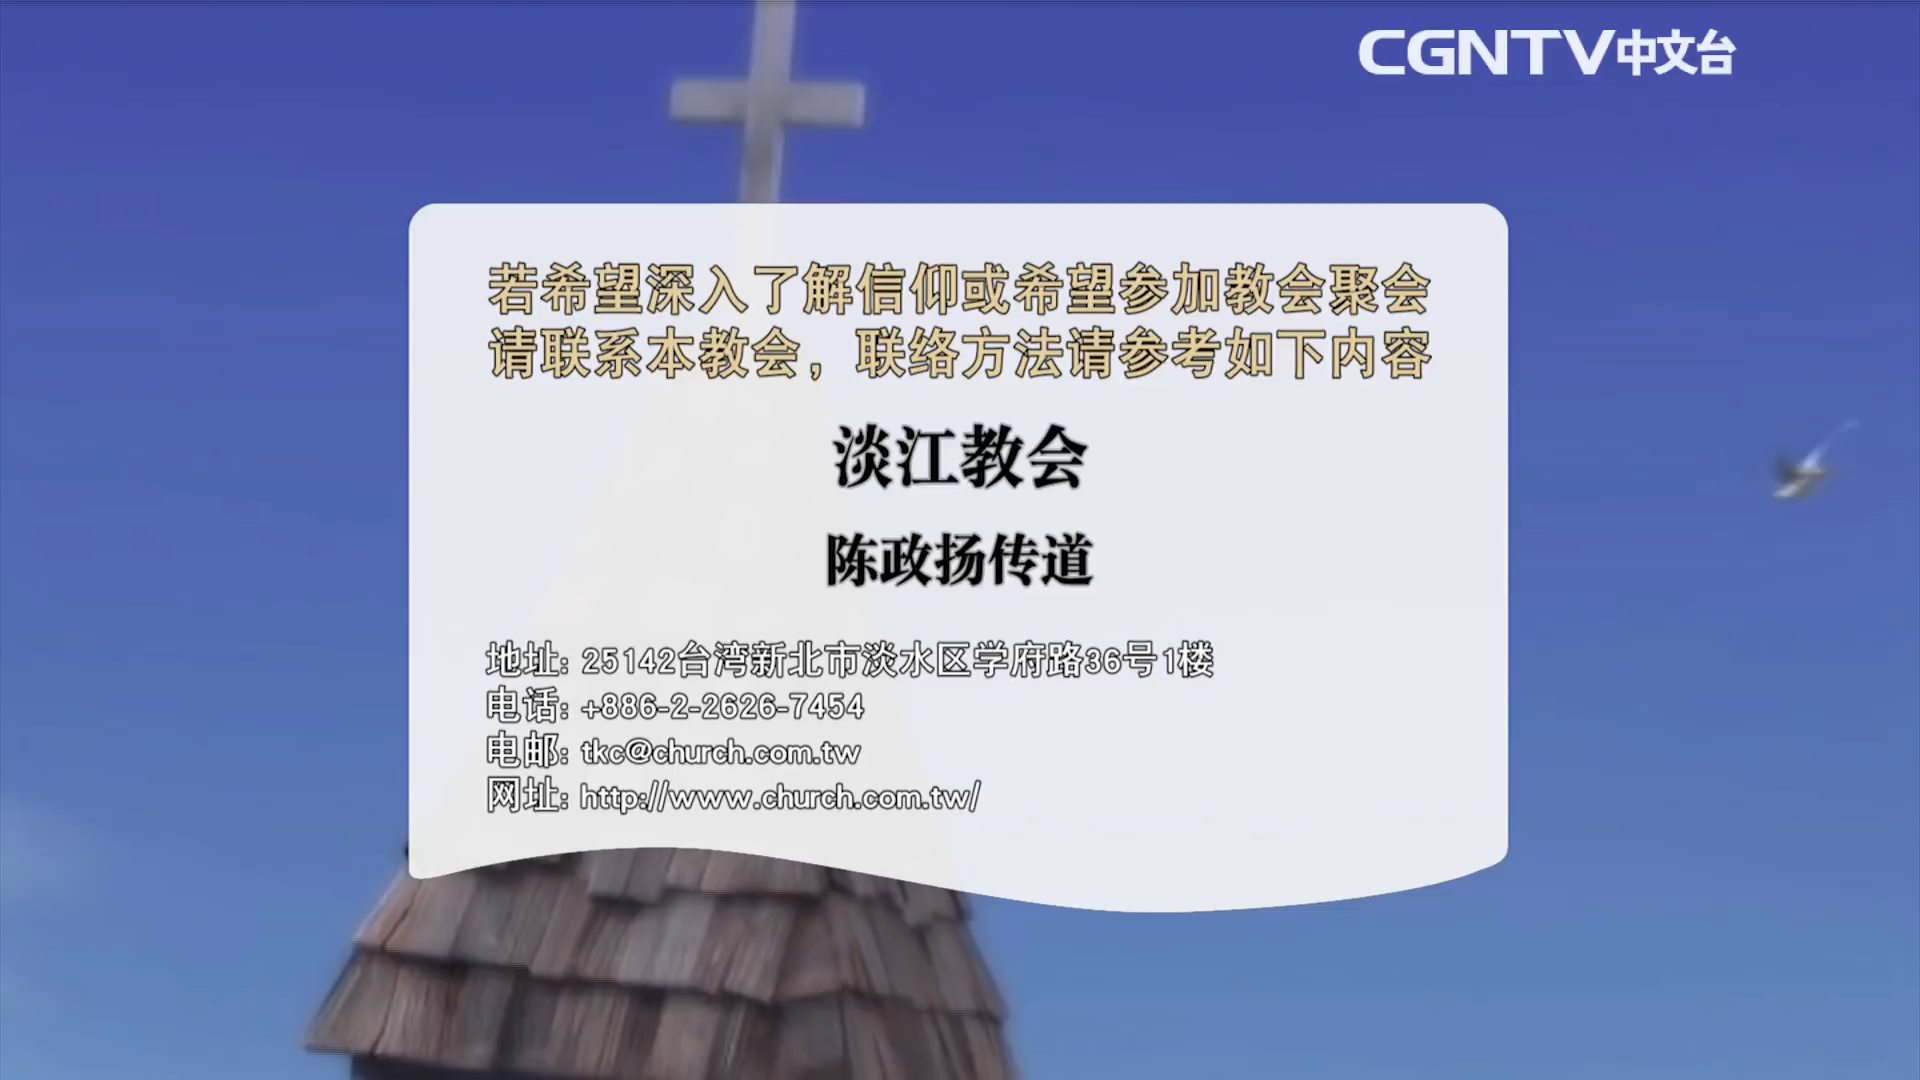 CGNTV中文台
若希望深入了解信仰或希望参加教会聚会
请联系本教会，联络方法请参考如下内容
淡江教会
陈政扬传道
地址: 25142台湾新北市淡水区学府路36号1楼
电话: +886-2-2626-7454
电邮: tkc@church.com.tw
网址: http://www.church.com.tw/